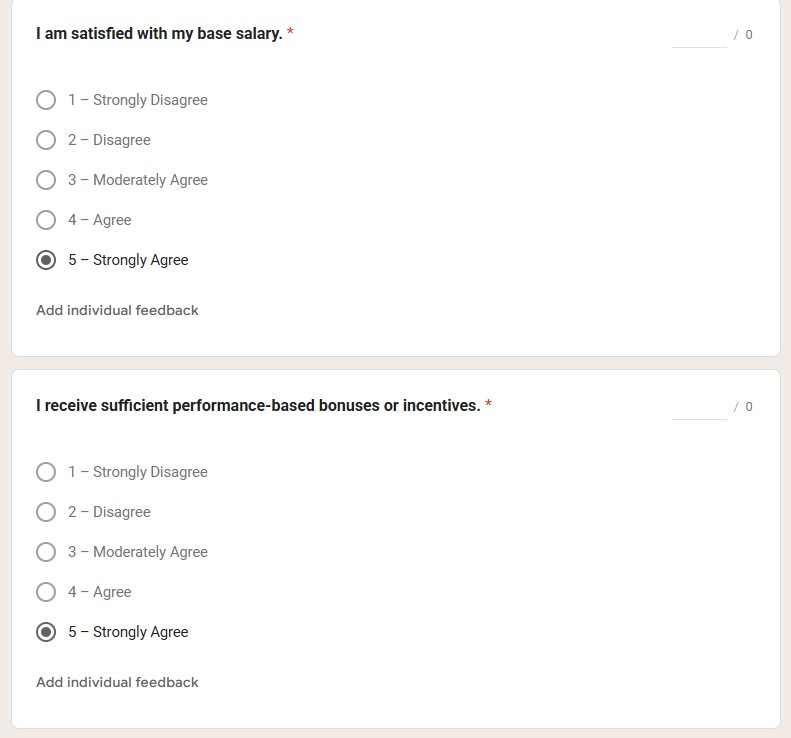 I am satisfied with my base salary. *
/ 0
1 – Strongly Disagree
2 – Disagree
3 – Moderately Agree
4 – Agree
5 – Strongly Agree
Add individual feedback
I receive sufficient performance-based bonuses or incentives. *
/ 0
1 – Strongly Disagree
2 – Disagree
3 – Moderately Agree
4 – Agree
5 – Strongly Agree
Add individual feedback